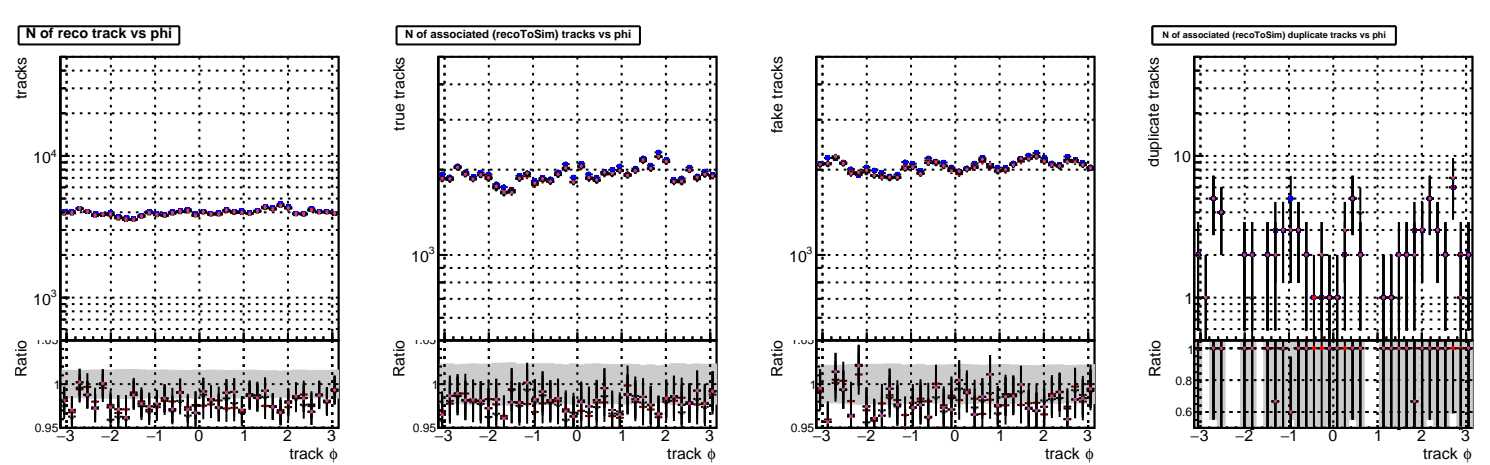 N of reco track vs phi
tracks
10^4
10^3
Ratio
1
0.95
−3 −2 −1 0 1 2 3
track ϕ
N of associated (recoToSim) tracks vs phi
true tracks
10^3
Ratio
1
0.95
−3 −2 −1 0 1 2 3
track ϕ
fake tracks
10^3
Ratio
1
0.95
−3 −2 −1 0 1 2 3
track ϕ
N of associated (recoToSim) duplicate tracks vs phi
duplicate tracks
10
1
Ratio
1
0.8
0.6
−3 −2 −1 0 1 2 3
track ϕ